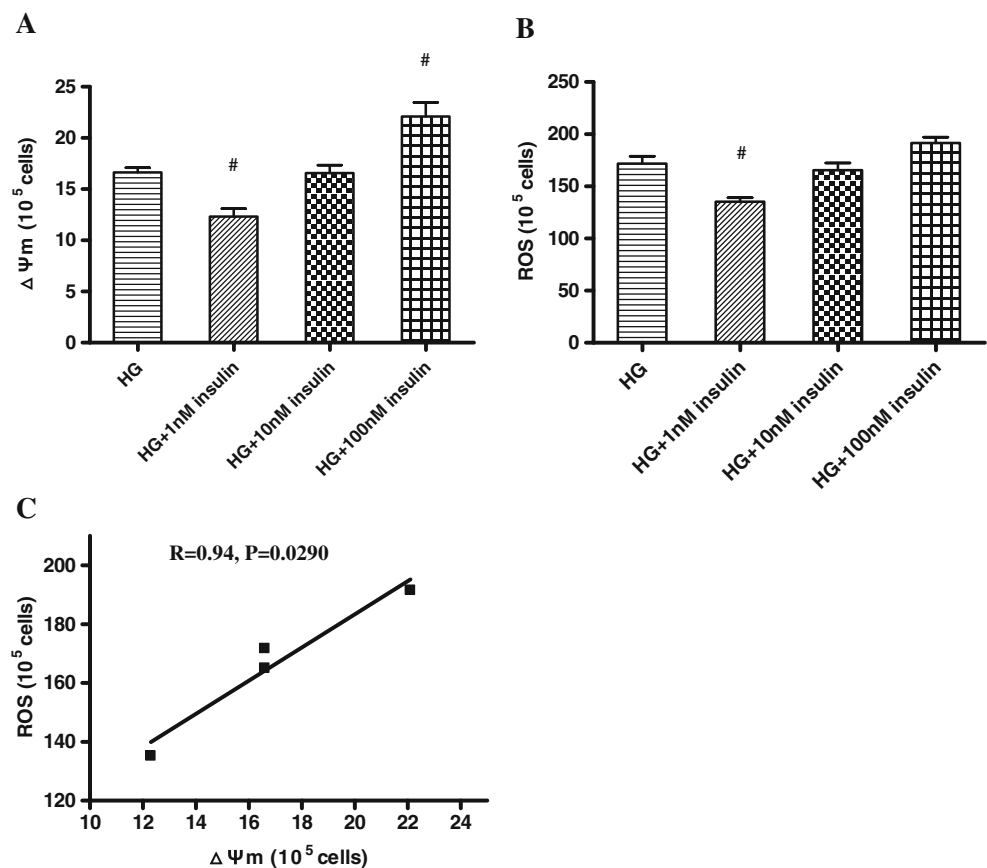 A
#
#
25
20
15
10
5
0
Δ Ψm (10⁵ cells)
HG
HG+1nM insulin
HG+10nM insulin
HG+100nM insulin
B
#
250
200
150
100
50
0
ROS (10⁵ cells)
HG
HG+1nM insulin
HG+10nM insulin
HG+100nM insulin
C
R=0.94, P=0.0290
200
180
160
140
120
ROS (10⁵ cells)
10 12 14 16 18 20 22 24
Δ Ψm (10⁵ cells)